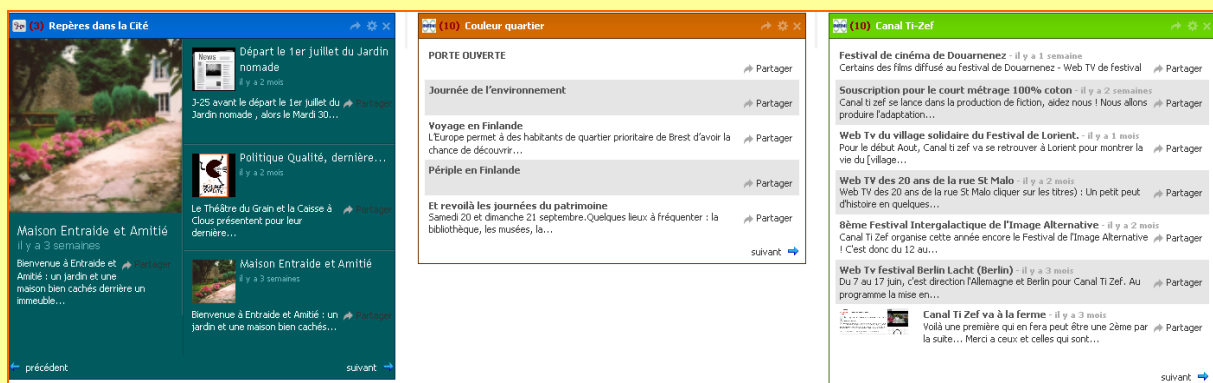 (3) Repères dans la Cité
Maison Entraide et Amitié
il y a 3 semaines
Bienvenue à Entraide et
Partager
Amitié : un jardin et une
maison bien cachés derrière un
immeuble...
News
Départ le 1er juillet du Jardin
nomade
il y a 2 mois
J-25 avant le départ le 1er juillet du
Partager
Jardin nomade , alors le Mardi 30...
Politique Qualité, dernière...
il y a 2 mois
Le Théâtre du Grain et la Caisse à
Partager
Clous présentent pour leur
dernière...
Maison Entraide et Amitié
il y a 3 semaines
Bienvenue à Entraide et Amitié : un
Partager
jardin et une maison bien cachés...
précédent
suivant
(10) Couleur quartier
PORTE OUVERTE
Partager
Journée de l'environnement
Partager
Voyage en Finlande
L'Europe permet à des habitants de quartier prioritaire de Brest d'avoir la
Partager
chance de découvrir...
Périple en Finlande
Partager
Et revoilà les journées du patrimoine
Samedi 20 et dimanche 21 septembre.Quelques lieux à fréquenter : la
Partager
bibliothèque, les musées, la...
suivant
(10) Canal Ti-Zef
Festival de cinéma de Douarnenez - il y a 1 semaine
Certains des films diffusé au festival de Douarnenez - Web TV de festival
Partager
Souscription pour le court métrage 100% coton - il y a 2 semaines
Canal ti zef se lance dans la production de fiction, aidez nous ! Nous allons
Partager
produire l'adaptation...
Web Tv du village solidaire du Festival de Lorient. - il y a 1 mois
Pour le début Aout, Canal ti zef va se retrouver à Lorient pour montrer la
Partager
vie du [village...
Web TV des 20 ans de la rue St Malo - il y a 2 mois
Web TV des 20 ans de la rue St Malo cliquer sur les titres) : Un petit peut
Partager
d'histoire en quelques...
8ème Festival Intergalactique de l'Image Alternative - il y a 2 mois
Canal Ti Zef organise cette année encore le Festival de l'Image Alternative
Partager
! C'est donc du 12 au...
Web Tv festival Berlin Lacht (Berlin) - il y a 3 mois
Du 7 au 17 juin, c'est direction l'Allemagne et Berlin pour Canal Ti Zef. Au
Partager
programme la mise en...
Canal Ti Zef va à la ferme - il y a 3 mois
Voilà une première qui en fera peut être une 2ème par
Partager
la suite... Merci a ceux et celles qui sont...
suivant